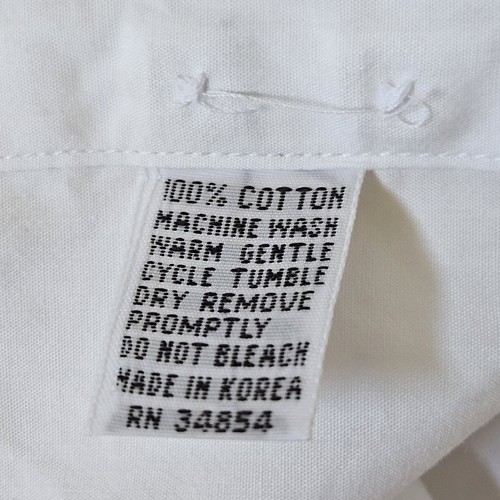 100% COTTON
MACHINE WASH
WARM GENTLE
CYCLE TUMBLE
DRY REMOVE
PROMPTLY
DO NOT BLEACH
MADE IN KOREA
RN 34854